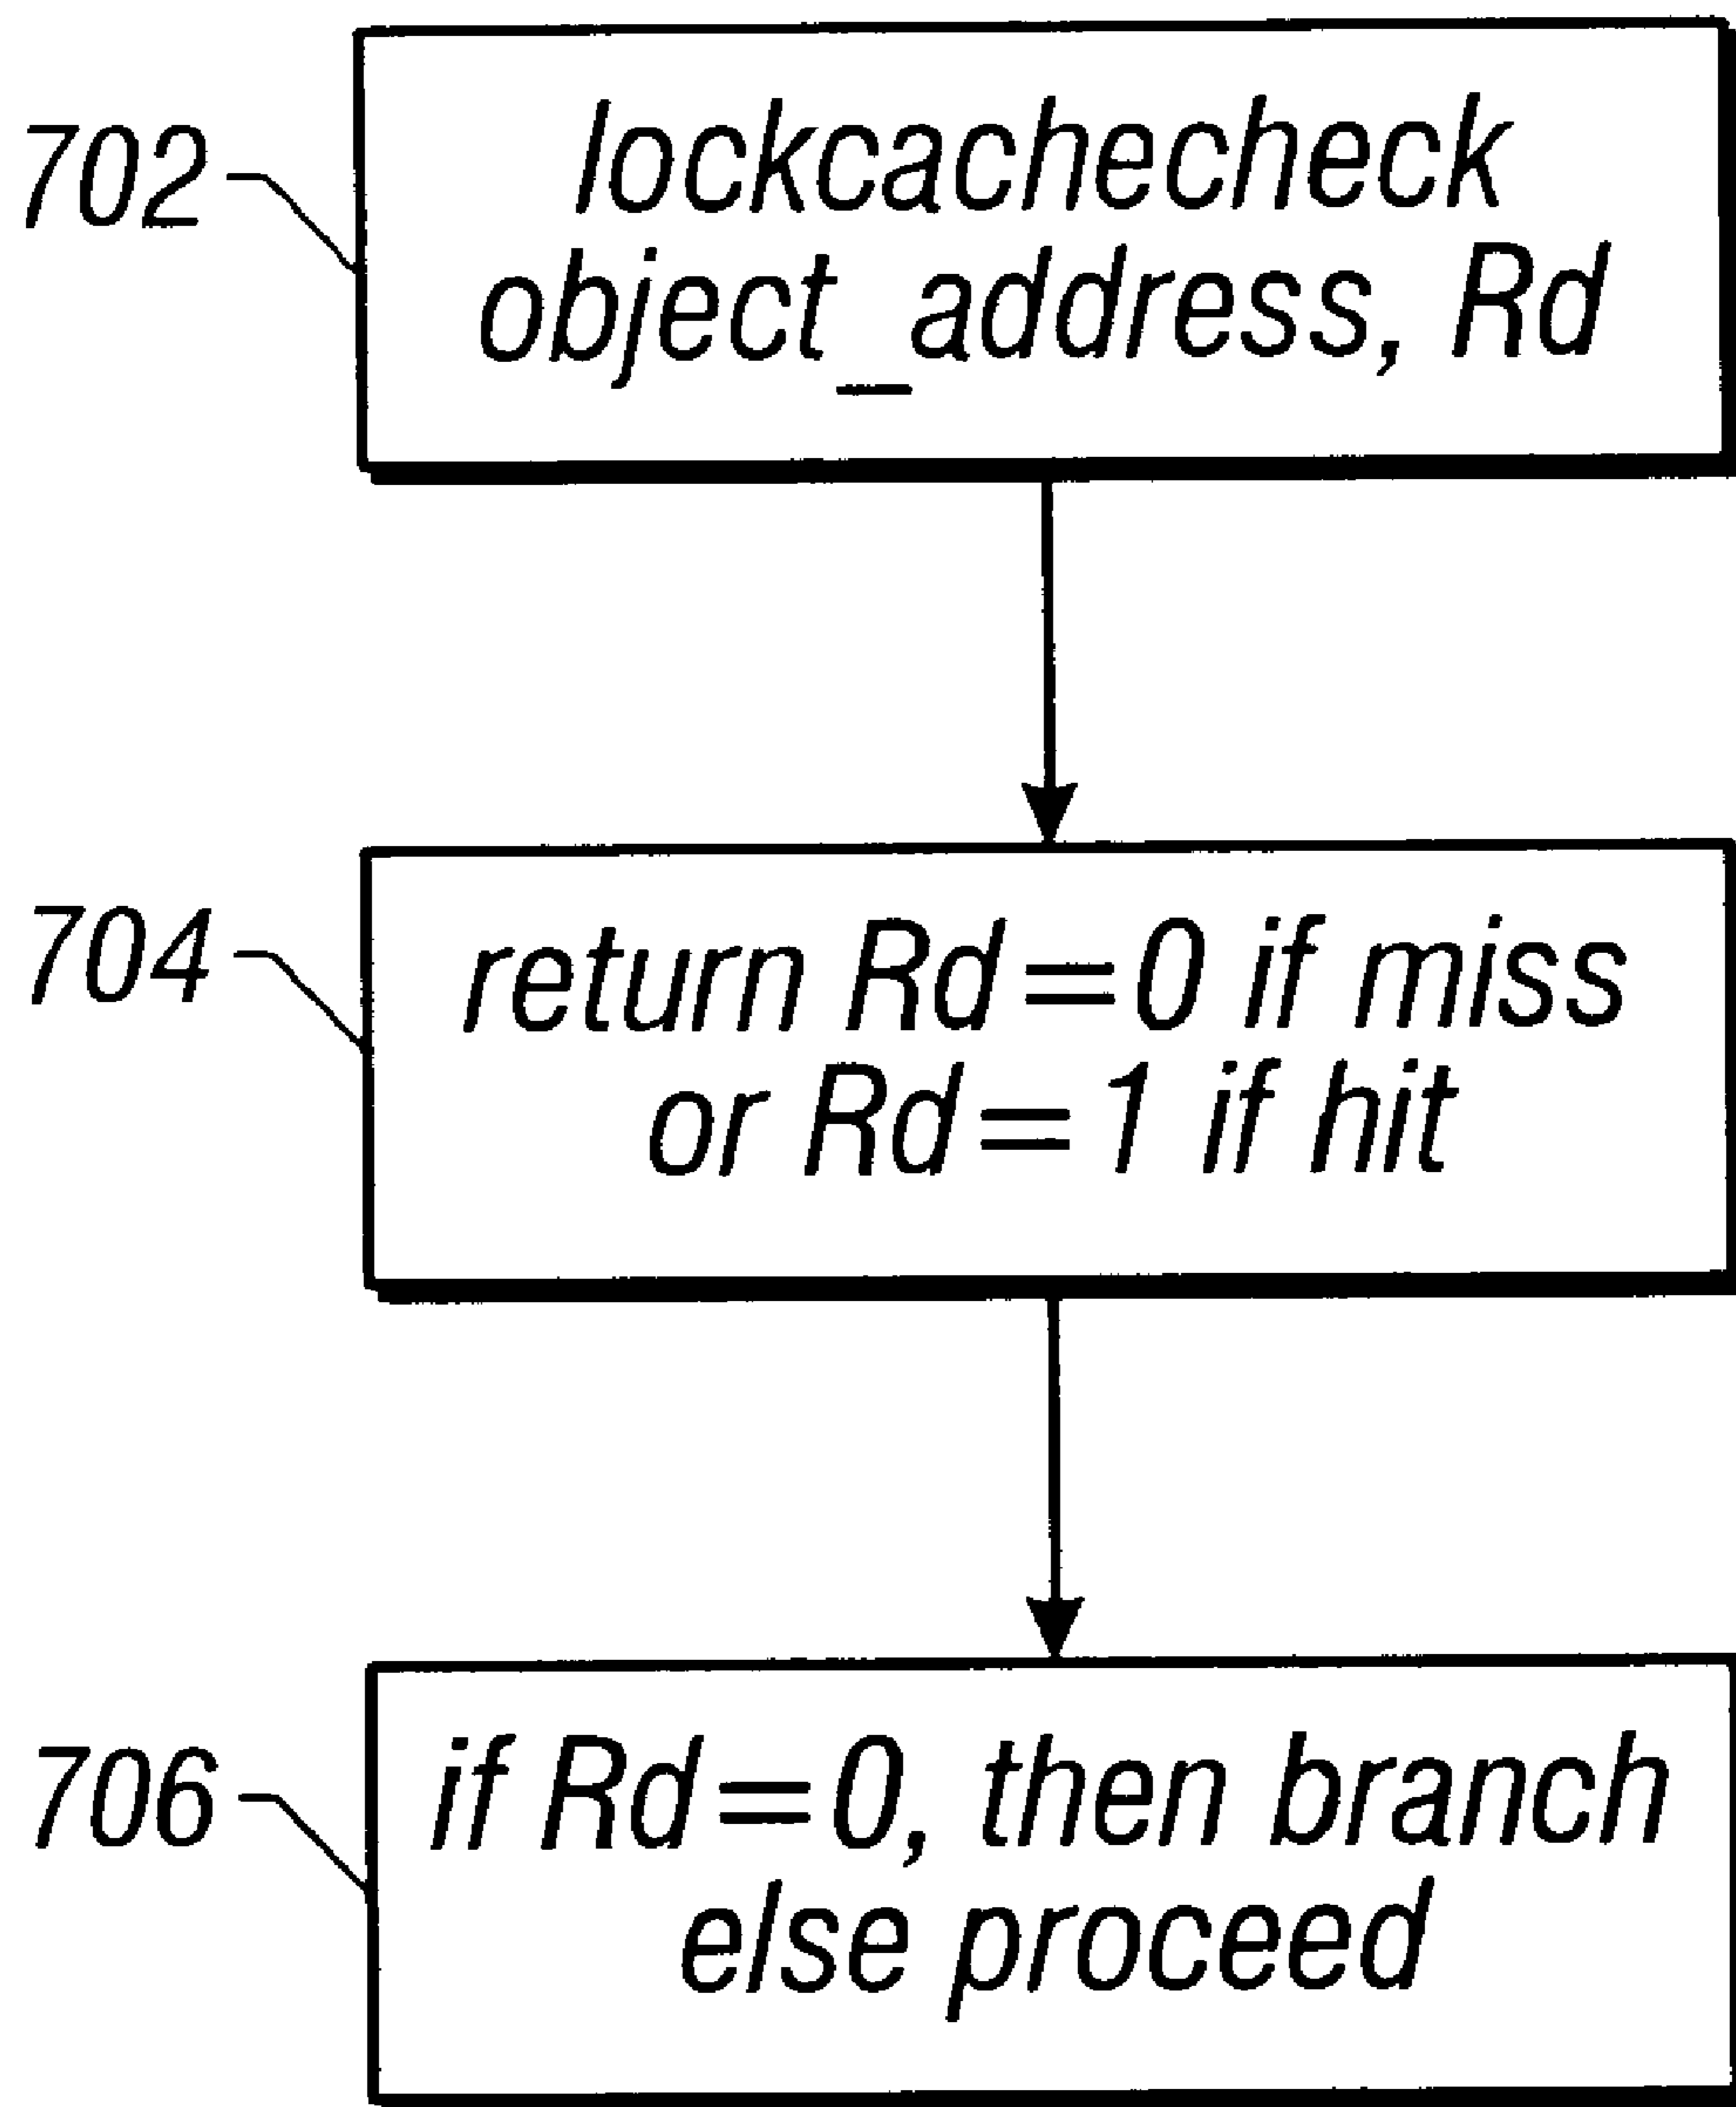 702
lockcachecheck
object_address, Rd
704
return Rd=0 if miss
or Rd=1 if hit
706
if Rd=0, then branch
else proceed